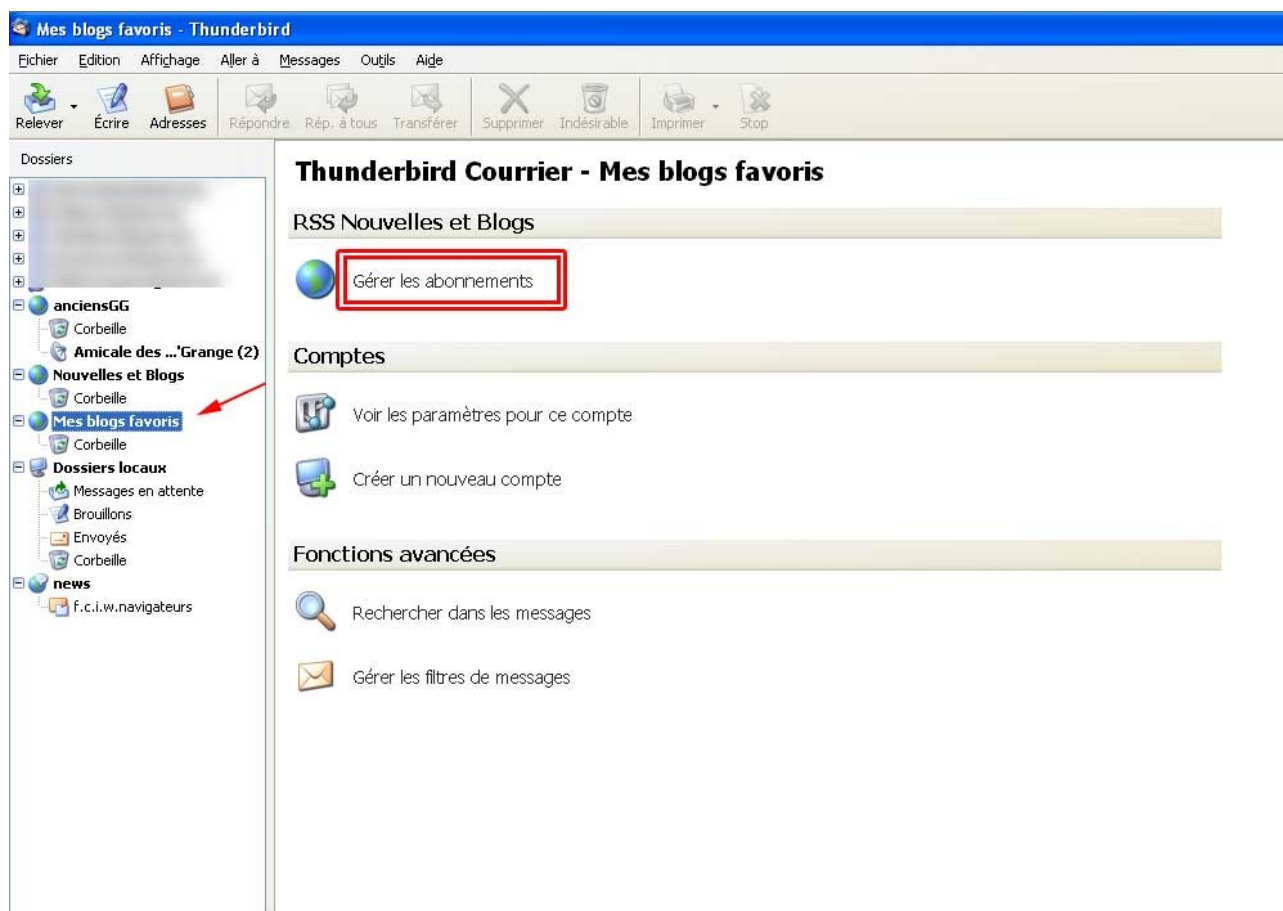 Mes blogs favoris - Thunderbird
Fichier Edition Affichage Aller à Messages Outils Aide
Relever Écrire Adresses Répondre Rép. à tous Transférer Supprimer Indésirable Imprimer Stop
Dossiers
anciensGG
Corbeille
Amicale des ...'Grange (2)
Nouvelles et Blogs
Corbeille
Mes blogs favoris
Corbeille
Dossiers locaux
Messages en attente
Brouillons
Envoyés
Corbeille
news
f.c.i.w.navigateurs
Thunderbird Courrier - Mes blogs favoris
RSS Nouvelles et Blogs
Gérer les abonnements
Comptes
Voir les paramètres pour ce compte
Créer un nouveau compte
Fonctions avancées
Rechercher dans les messages
Gérer les filtres de messages